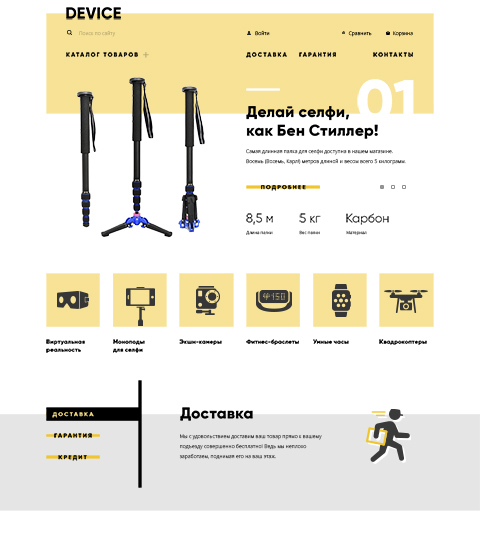 DEVICE
Поиск по сайту
Войти
Сравнить
Корзина
КАТАЛОГ ТОВАРОВ +
ДОСТАВКА
ГАРАНТИЯ
КОНТАКТЫ
01
Делай селфи,
как Бен Стиллер!
Самая длинная палка для селфи доступна в нашем магазине.
Восемь (Восемь, Карл!) метров длиной и весом всего 5 килограмм.
ПОДРОБНЕЕ
8,5 м
5 кг
Карбон
Длина палки
Вес палки
Материал
Виртуальная
реальность
Моноподы
для селфи
Экшн-камеры
Фитнес-браслеты
Умные часы
Квадрокоптеры
ДОСТАВКА
ГАРАНТИЯ
КРЕДИТ
Доставка
Мы с удовольствием доставим ваш товар прямо к вашему
подъезду совершенно бесплатно! Ведь мы неплохо
заработаем, поднимая его на ваш этаж.